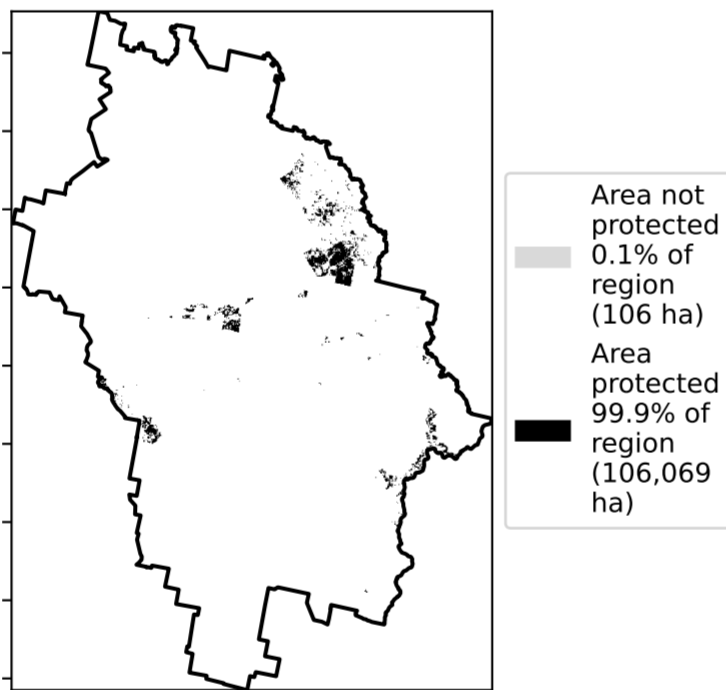 Area not
protected
0.1% of
region
(106 ha)
Area
protected
99.9% of
region
(106,069
ha)